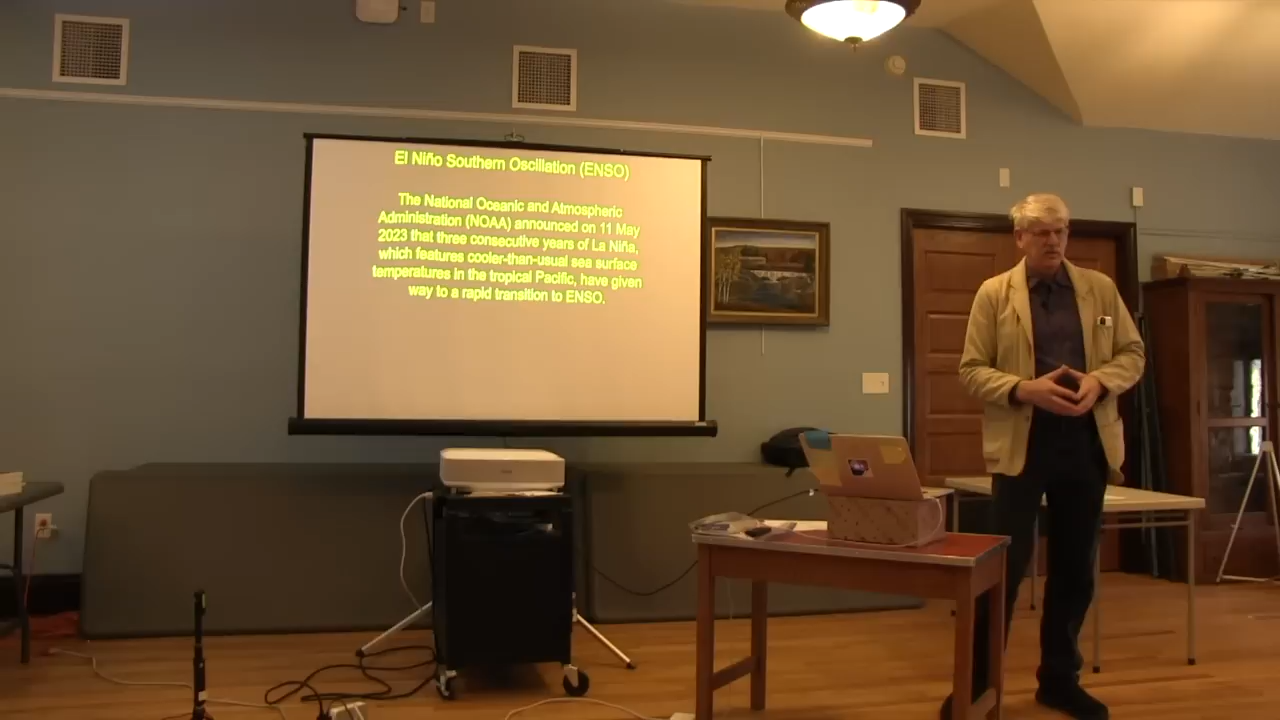 El Niño Southern Oscillation (ENSO)
The National Oceanic and Atmospheric
Administration (NOAA) announced on 11 May
2023 that three consecutive years of La Niña,
which features cooler-than-usual sea surface
temperatures in the tropical Pacific, have given
way to a rapid transition to ENSO.